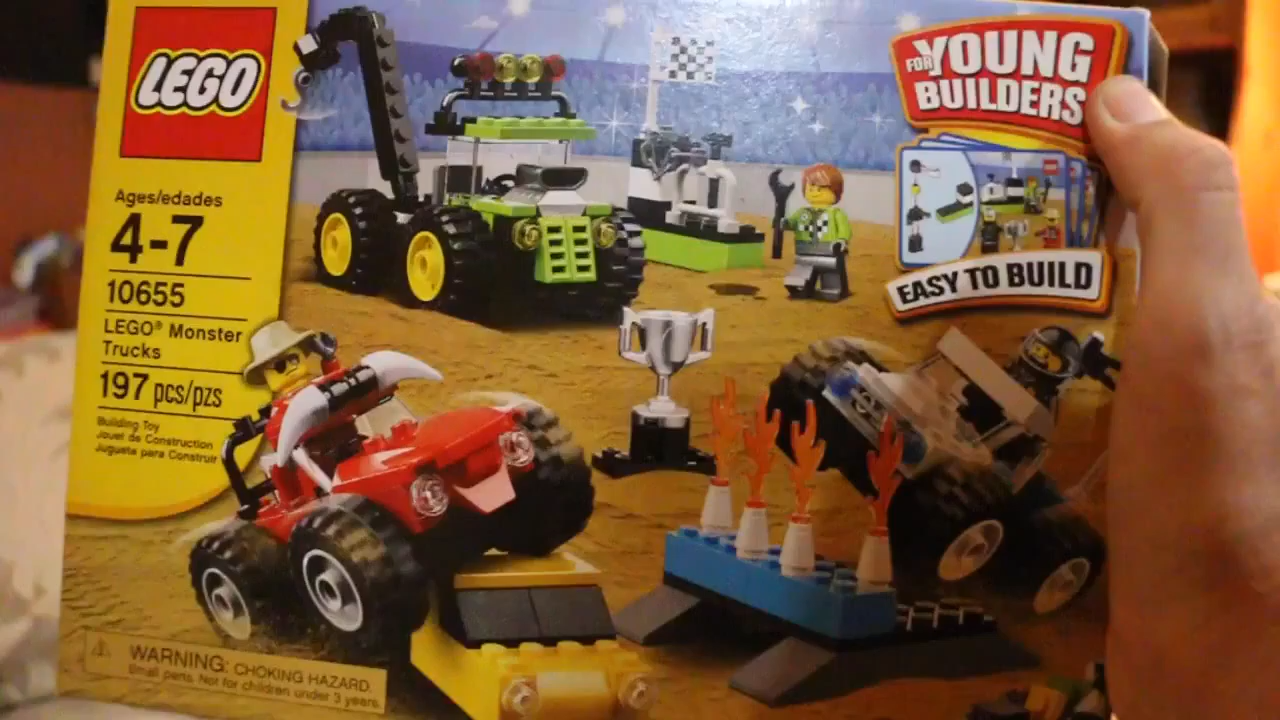 LEGO
Ages/edades
4-7
10655
LEGO® Monster
Trucks
197 pcs/pzs
Building Toy
Jouet de Construction
Juguete para Construir
FOR YOUNG
BUILDERS
EASY TO BUILD
WARNING: CHOKING HAZARD.
Small parts. Not for children under 3 years.